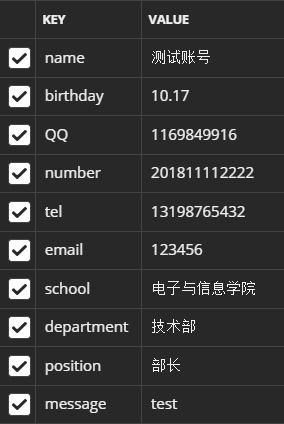 KEY VALUE
name 测试账号
birthday 10.17
QQ 1169849916
number 201811112222
tel 13198765432
email 123456
school 电子与信息学院
department 技术部
position 部长
message test